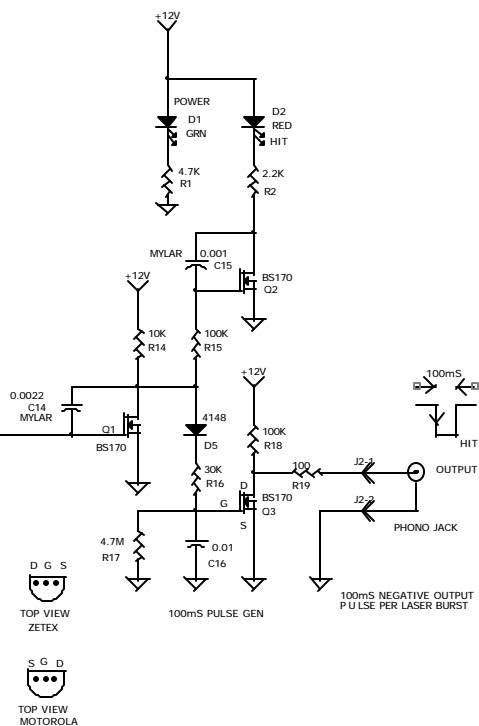 +12V
POWER
D1
GRN
D2
RED
HIT
4.7K
R1
2.2K
R2
MYLAR
0.001
C15
+12V
BS170
Q2
10K
R14
100K
R15
+12V
100mS
HIT
0.0022
C14
MYLAR
Q1
BS170
4148
D5
100K
R18
30K
R16
100
R19
J2-1
OUTPUT
D
G
S
BS170
Q3
J2-2
PHONO JACK
4.7M
R17
0.01
C16
D G S
TOP VIEW
ZETEX
100mS PULSE GEN
100mS NEGATIVE OUTPUT
PULSE PER LASER BURST
S G D
TOP VIEW
MOTOROLA